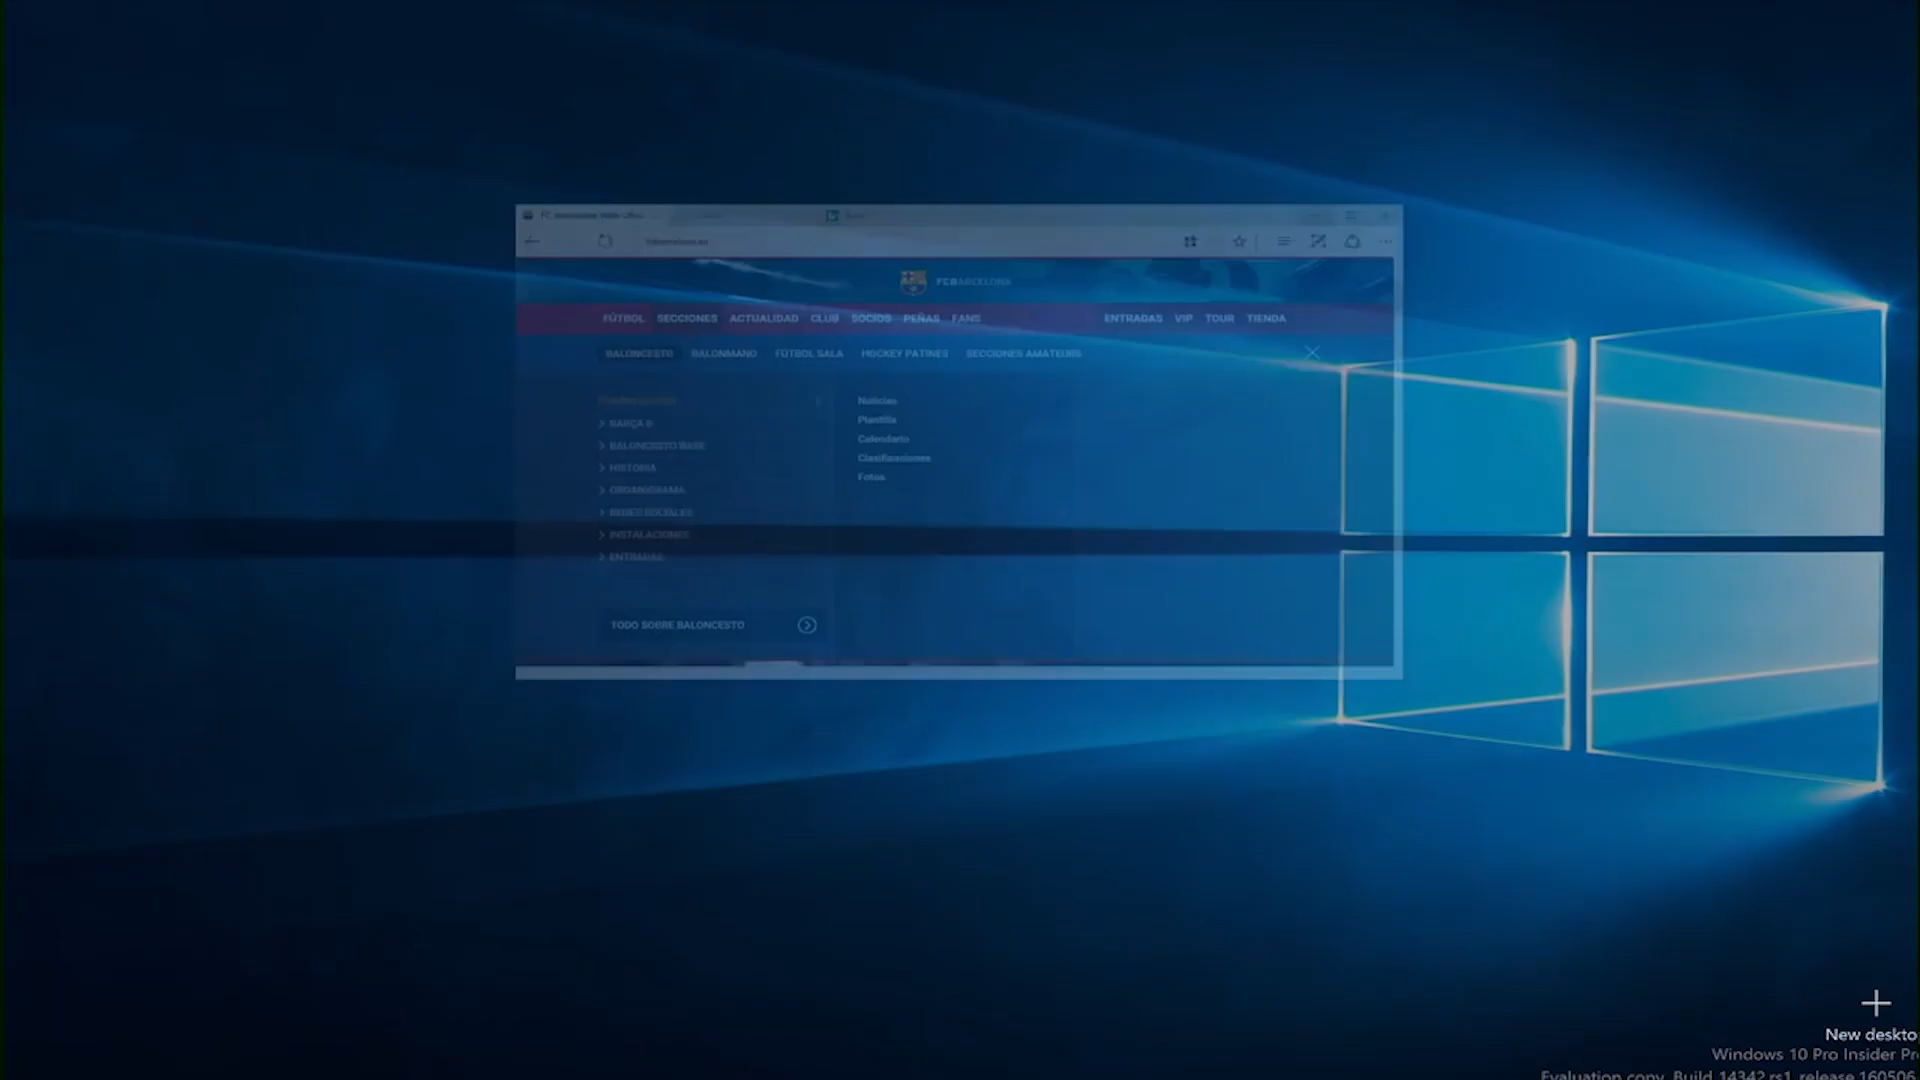 FCBARCELONA
FÚTBOL SECCIONES ACTUALIDAD CLUB SOCIOS PEÑAS FANS ENTRADAS VIP TOUR TIENDA
BALONCESTO BALONMANO FÚTBOL SALA HOCKEY PATINES SECCIONES AMATEURS
Noticias
BARÇA B
Plantilla
BALONCESTO BASE
Calendario
HISTORIA
Clasificaciones
ORGANIGRAMA
Fotos
REDES SOCIALES
INSTALACIONES
ENTRADAS
TODO SOBRE BALONCESTO
New deskto
Windows 10 Pro Insider Pr
Evaluation copy. Build 14342.rs1_release.160506